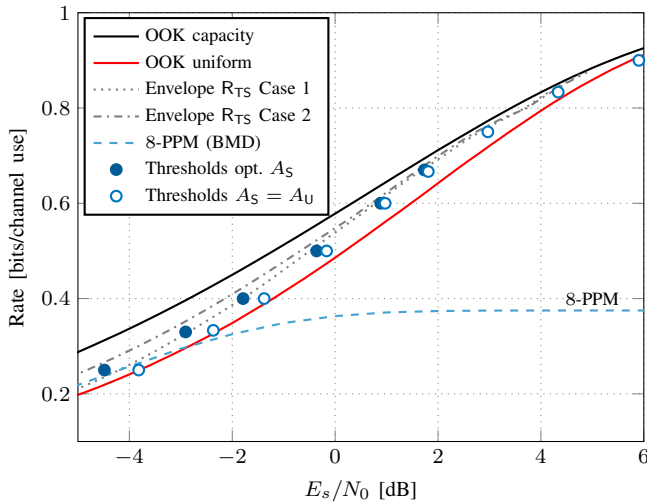 1
0.8
0.6
0.4
0.2
Rate [bits/channel use]
OOK capacity
OOK uniform
Envelope R_TS Case 1
Envelope R_TS Case 2
8-PPM (BMD)
Thresholds opt. A_S
Thresholds A_S = A_U
8-PPM
−4 −2 0 2 4 6
E_s/N_0 [dB]